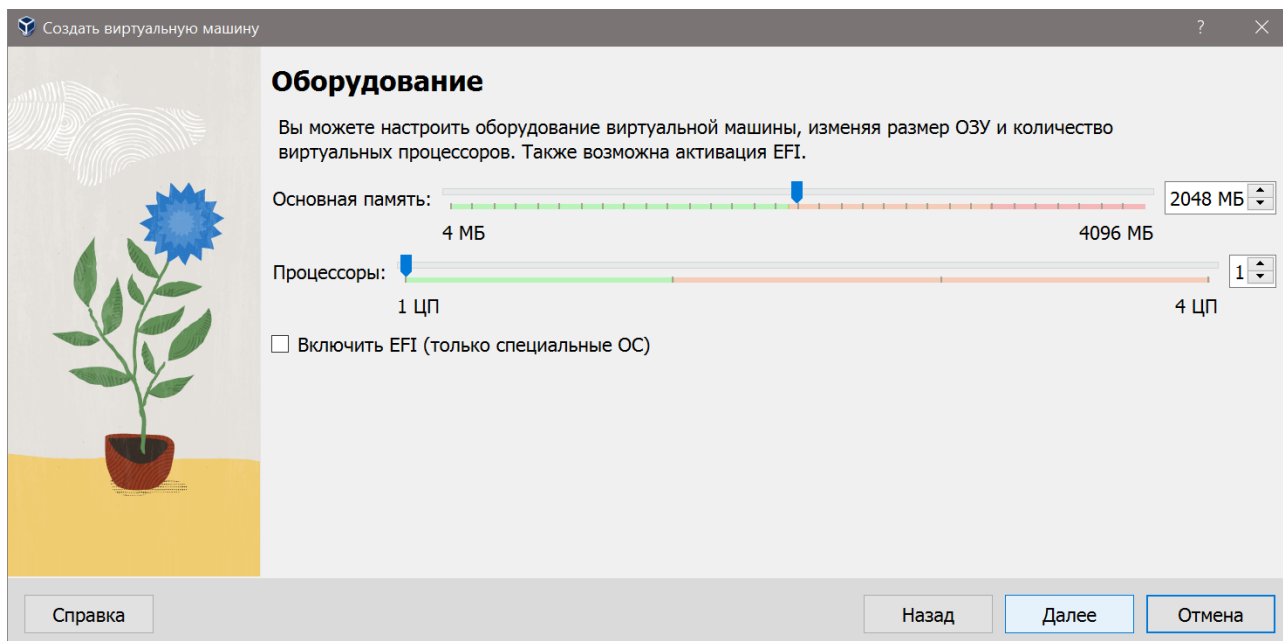 Создать виртуальную машину
?
Оборудование
Вы можете настроить оборудование виртуальной машины, изменяя размер ОЗУ и количество
виртуальных процессоров. Также возможна активация EFI.
Основная память:
2048 МБ
4 МБ
4096 МБ
Процессоры:
1
1 ЦП
4 ЦП
Включить EFI (только специальные ОС)
Справка
Назад
Далее
Отмена